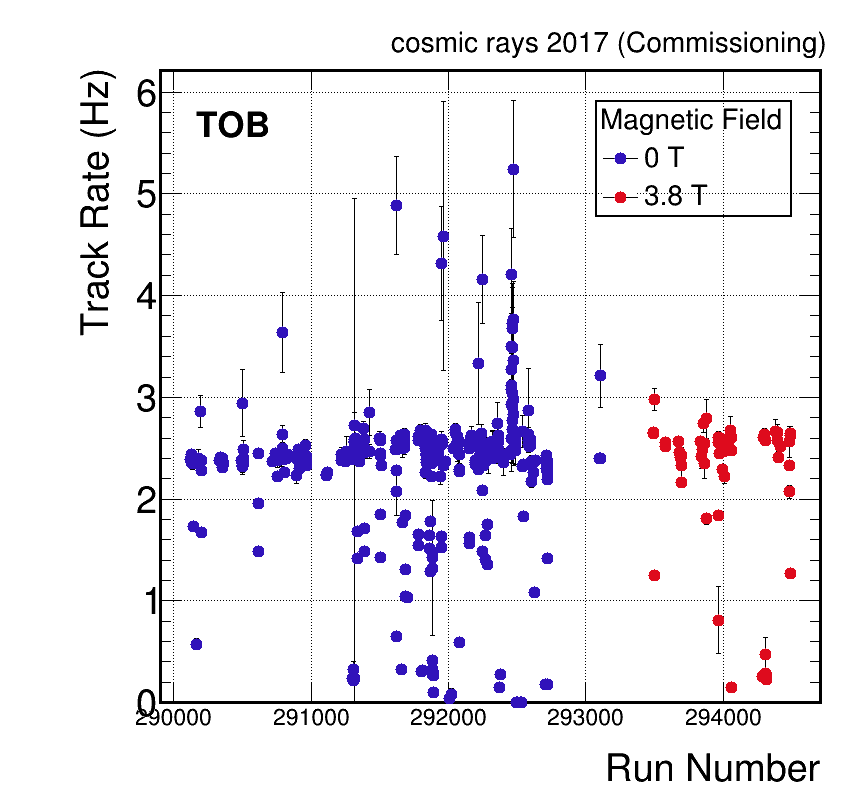 cosmic rays 2017 (Commissioning)
Track Rate (Hz)
TOB
Magnetic Field
0 T
3.8 T
6
5
4
3
2
1
0
290000 291000 292000 293000 294000
Run Number